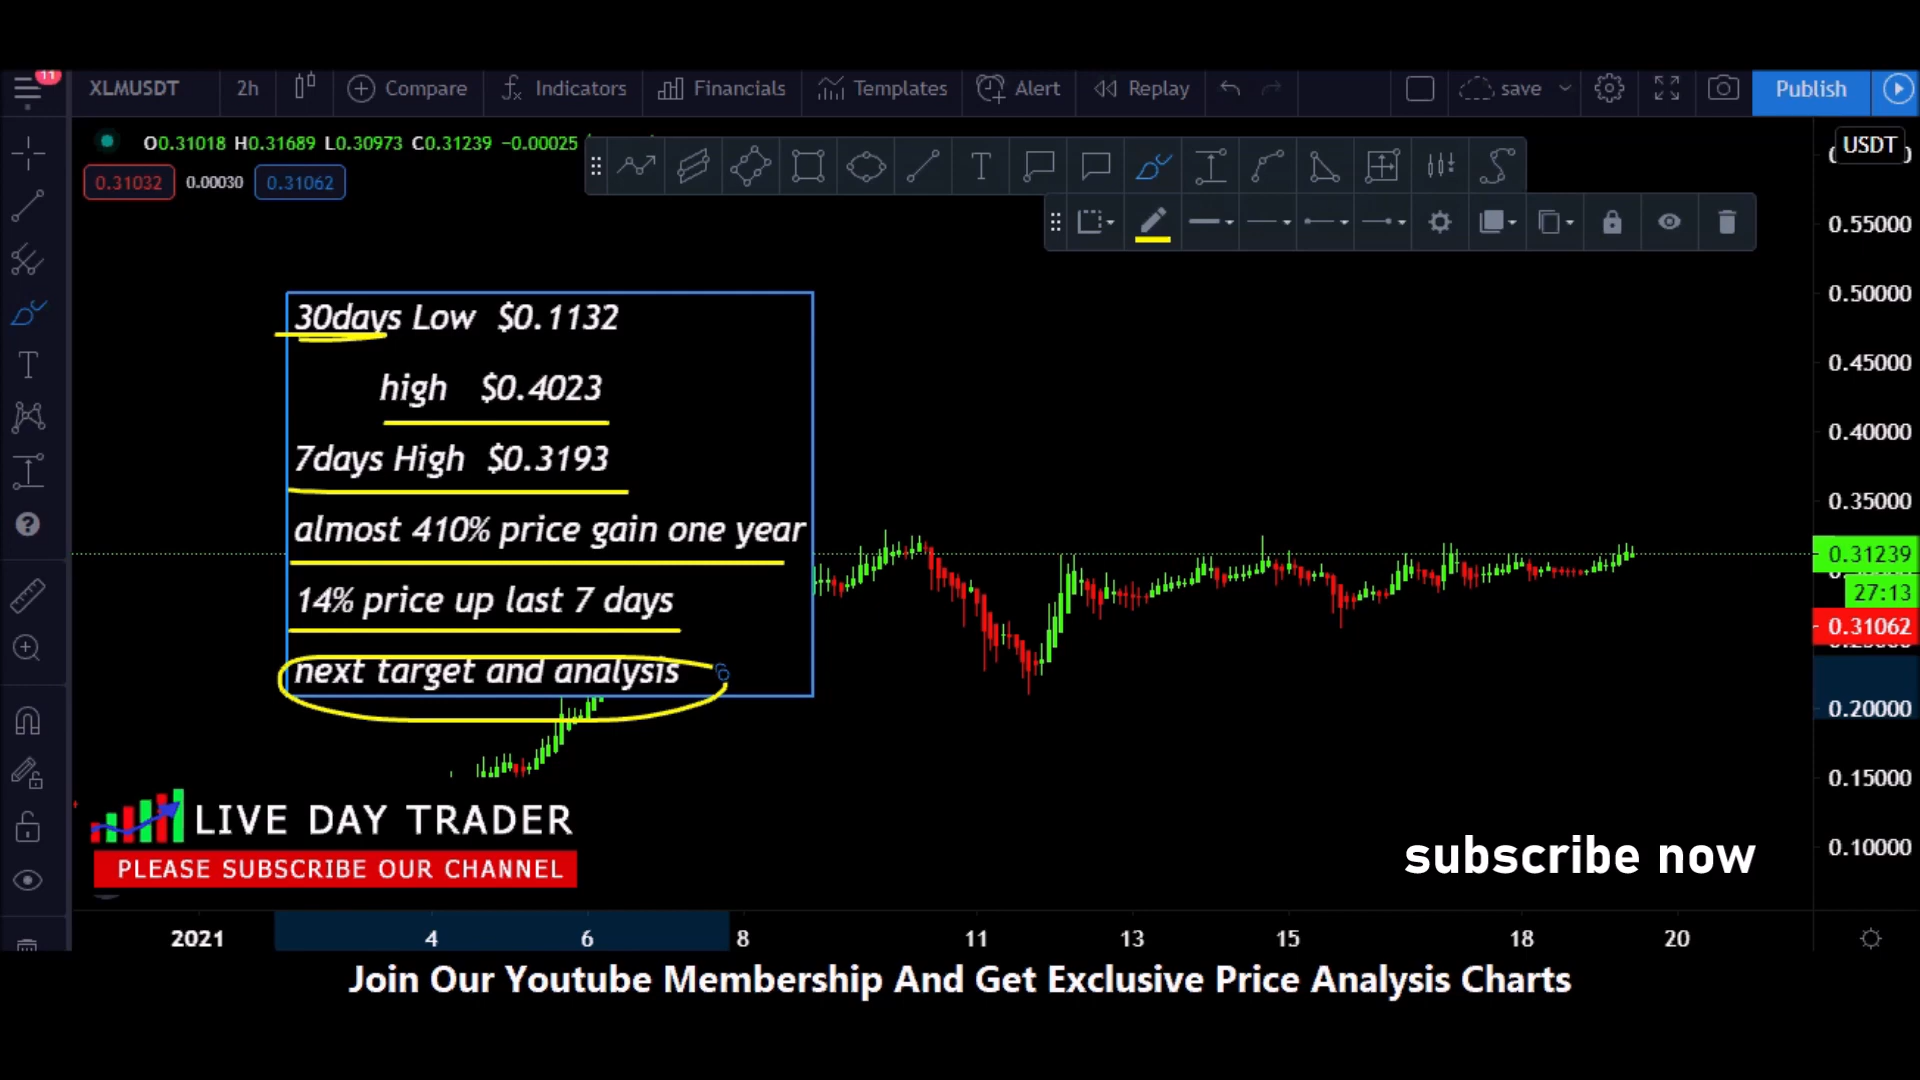 11
XLMUSDT 2h Compare Indicators Financials Templates Alert Replay save Publish
O0.31018 H0.31689 L0.30973 C0.31239 −0.00025
0.31032 0.00030 0.31062
USDT
0.55000
0.50000
0.45000
0.40000
0.35000
0.31239
27:13
0.31062
0.20000
0.15000
0.10000
30days Low $0.1132
high $0.4023
7days High $0.3193
almost 410% price gain one year
14% price up last 7 days
next target and analysis
LIVE DAY TRADER
PLEASE SUBSCRIBE OUR CHANNEL
subscribe now
2021 4 6 8 11 13 15 18 20
Join Our Youtube Membership And Get Exclusive Price Analysis Charts